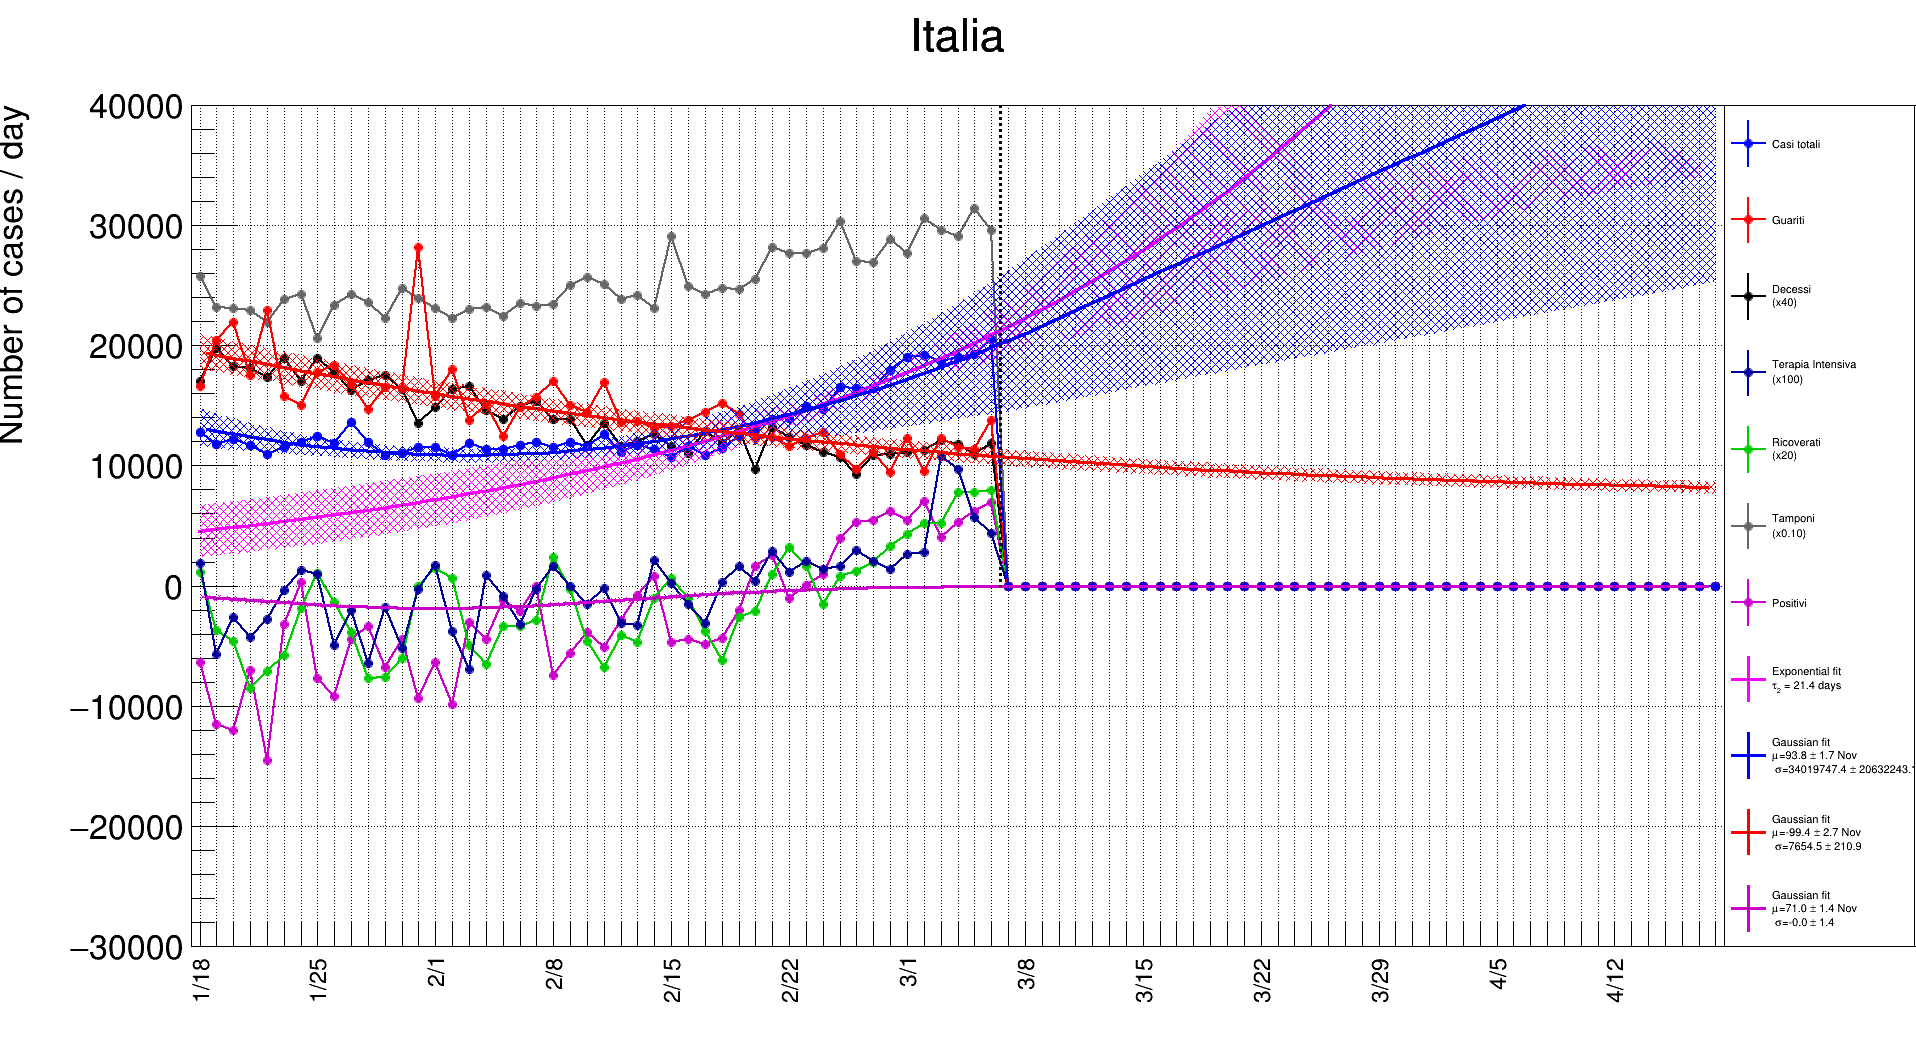 Italia
Number of cases / day
40000
30000
20000
10000
0
−10000
−20000
−30000
1/18
1/25
2/1
2/8
2/15
2/22
3/1
3/8
3/15
3/22
3/29
4/5
4/12
Casi totali
Guariti
Decessi
(x40)
Terapia Intensiva
(x100)
Ricoverati
(x20)
Tamponi
(x0.10)
Positivi
Exponential fit
τ₂ = 21.4 days
Gaussian fit
μ=93.8 ± 1.7 Nov
σ=34019747.4 ± 20632243.
Gaussian fit
μ=-99.4 ± 2.7 Nov
σ=7654.5 ± 210.9
Gaussian fit
μ=71.0 ± 1.4 Nov
σ=-0.0 ± 1.4